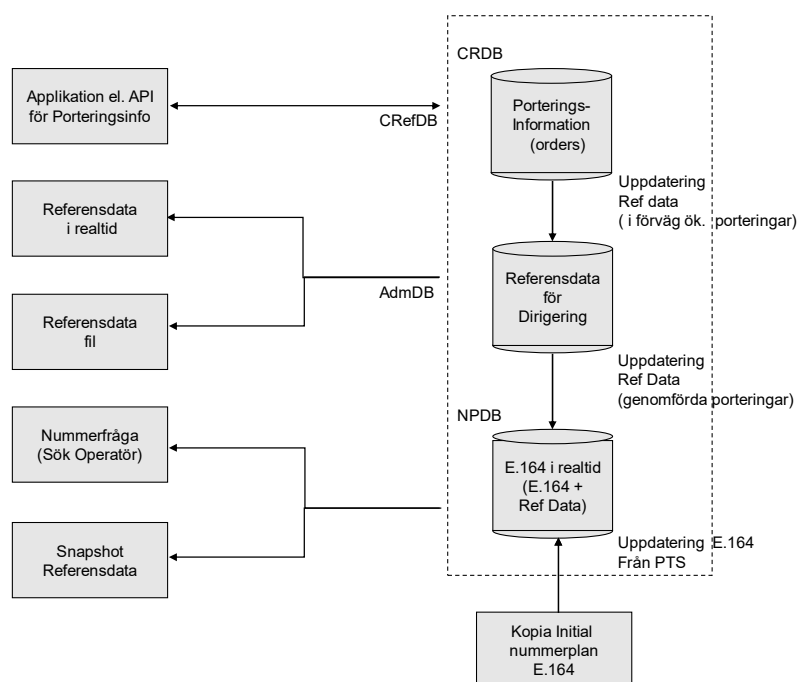 CRDB
Applikation el. API
för Porteringsinfo
CRefDB
Porterings-
Information
(orders)
Uppdatering
Ref data
( i förväg ök. porteringar)
Referensdata
i realtid
AdmDB
Referensdata
för
Dirigering
Referensdata
fil
Uppdatering
Ref Data
(genomförda porteringar)
NPDB
Nummerfråga
(Sök Operatör)
E.164 i realtid
(E.164 +
Ref Data)
Snapshot
Referensdata
Uppdatering E.164
Från PTS
Kopia Initial
nummerplan
E.164